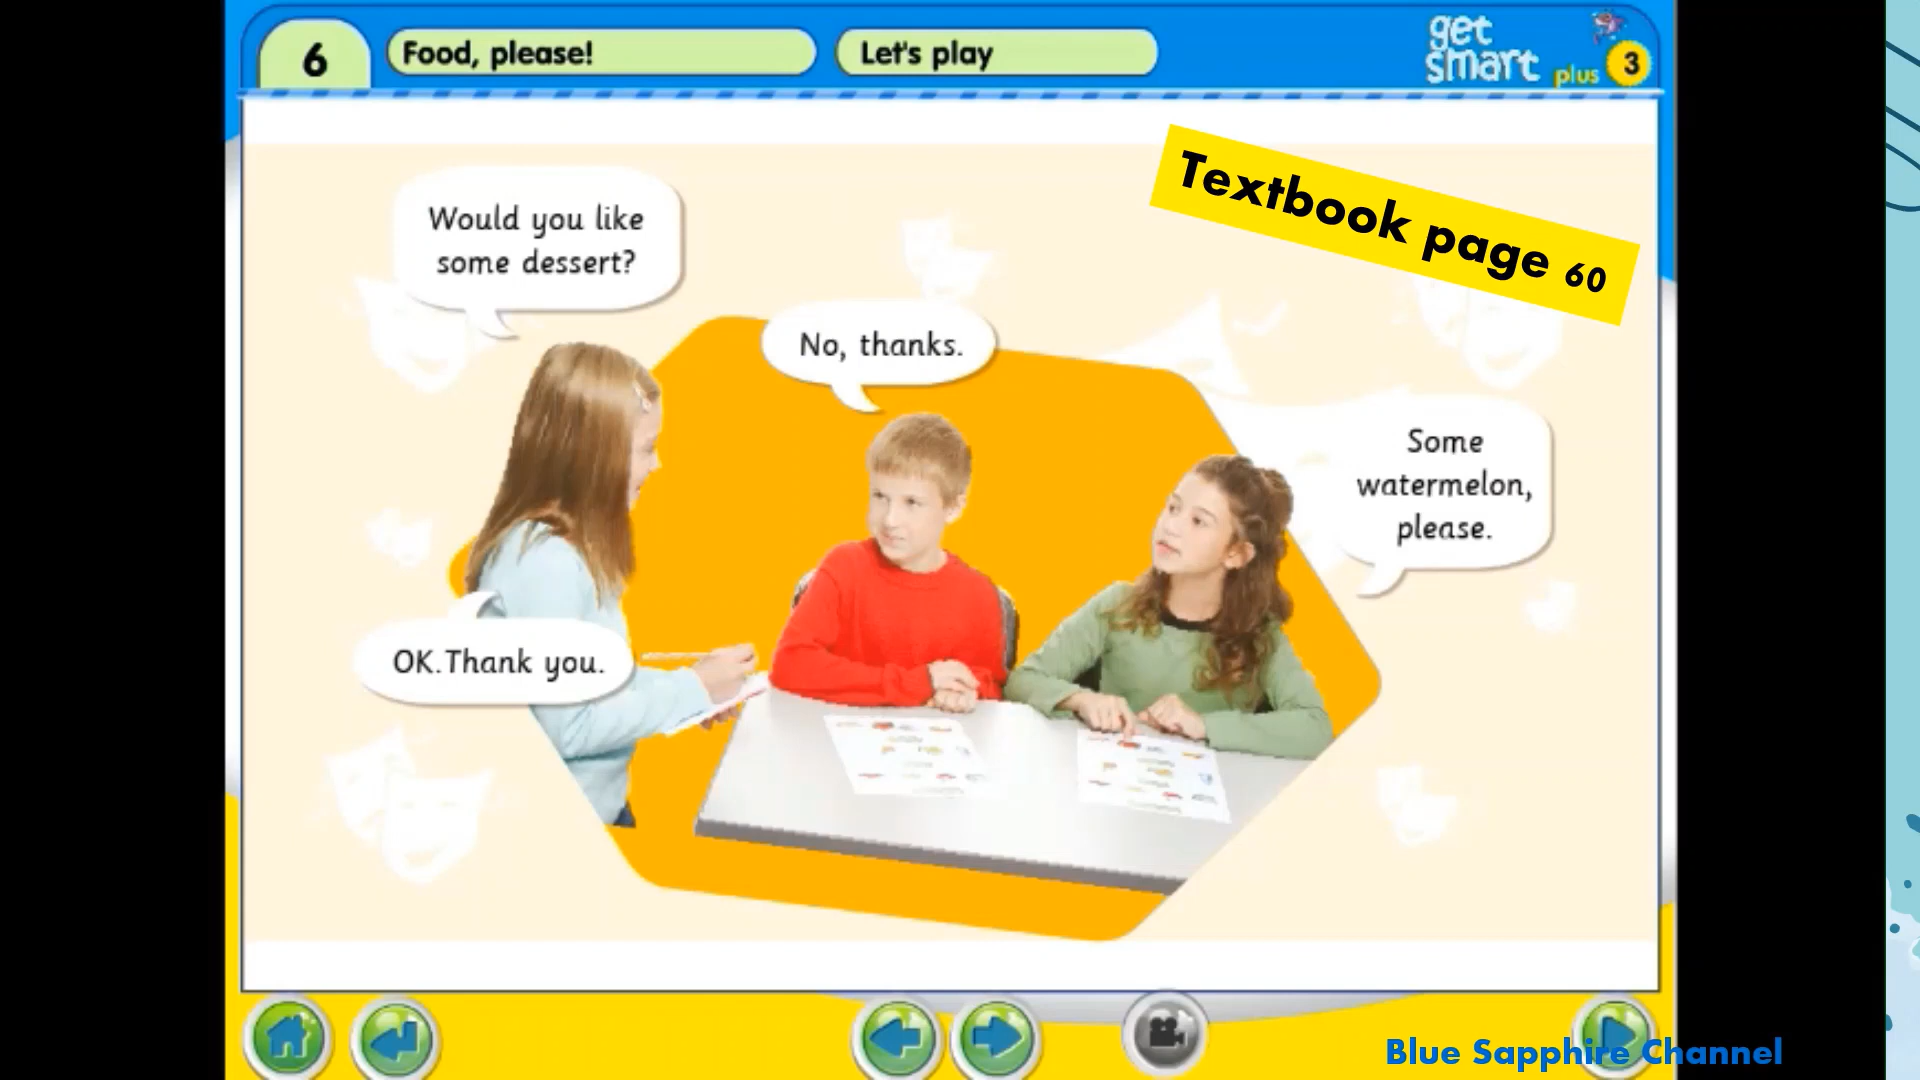 6
Food, please!
Let's play
get
smart
plus 3
Textbook page 60
Would you like
some dessert?
No, thanks.
Some
watermelon,
please.
OK.Thank you.
Blue Sapphire Channel